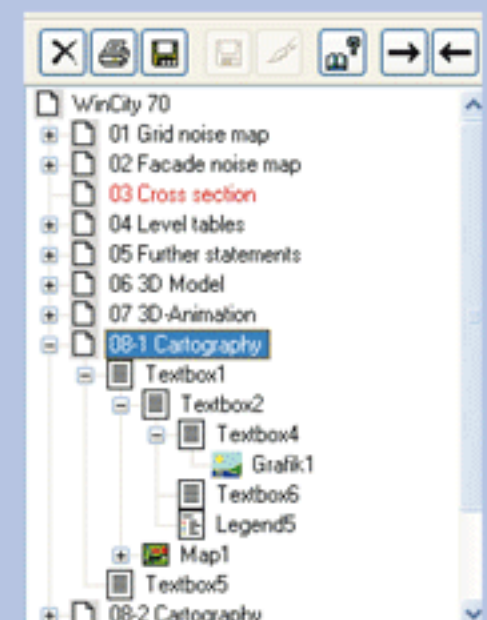 WinCity 70
01 Grid noise map
02 Facade noise map
03 Cross section
04 Level tables
05 Further statements
06 3D Model
07 3D-Animation
08-1 Cartography
Textbox1
Textbox2
Textbox4
Grafik1
Textbox6
Legend5
Map1
Textbox5
08-2 Cartography